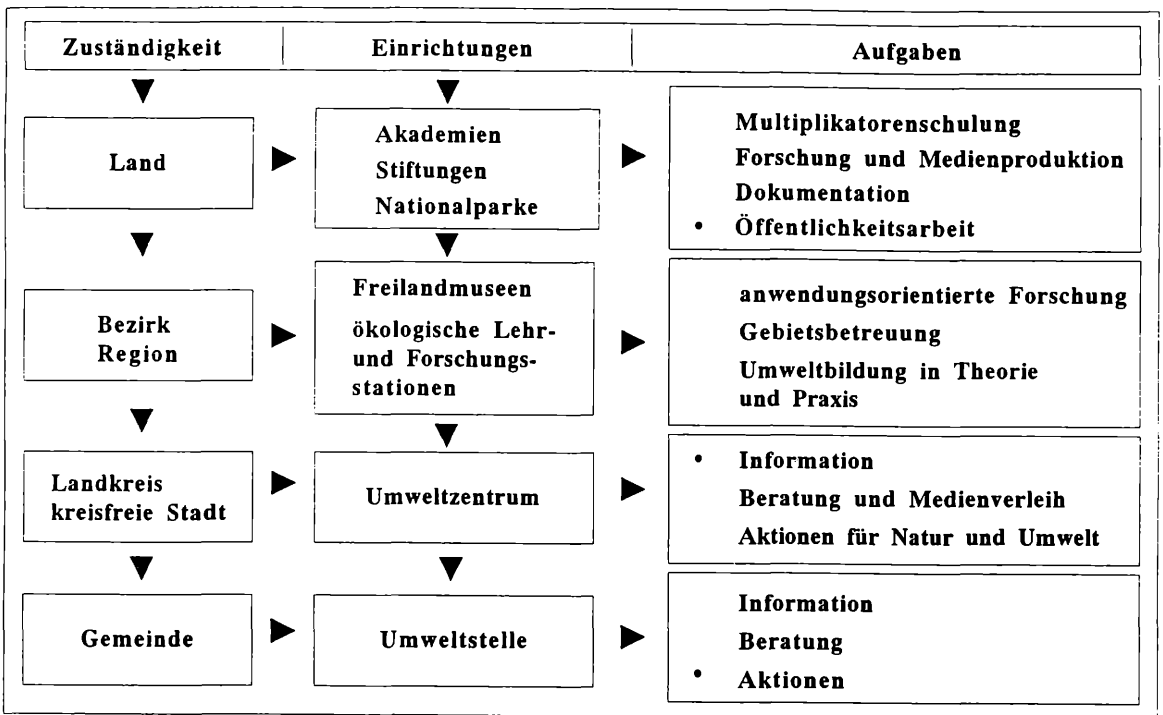 Zuständigkeit
Einrichtungen
Aufgaben
Land
Akademien
Stiftungen
Nationalparke
Multiplikatorenschulung
Forschung und Medienproduktion
Dokumentation
• Öffentlichkeitsarbeit
Bezirk
Region
Freilandmuseen
ökologische Lehr-
und Forschungs-
stationen
anwendungsorientierte Forschung
Gebietsbetreuung
Umweltbildung in Theorie
und Praxis
Landkreis
kreisfreie Stadt
Umweltzentrum
• Information
Beratung und Medienverleih
Aktionen für Natur und Umwelt
Gemeinde
Umweltstelle
Information
Beratung
• Aktionen